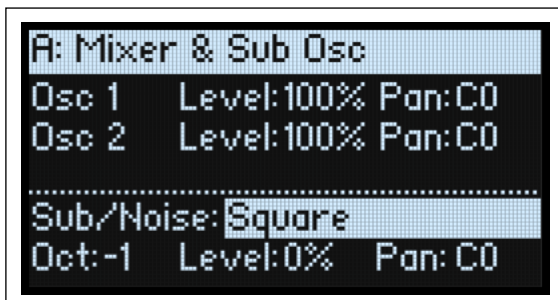 A: Mixer & Sub Osc
Osc 1 Level:100% Pan:C0
Osc 2 Level:100% Pan:C0
Sub/Noise: Square
Oct:-1 Level:0% Pan: C0